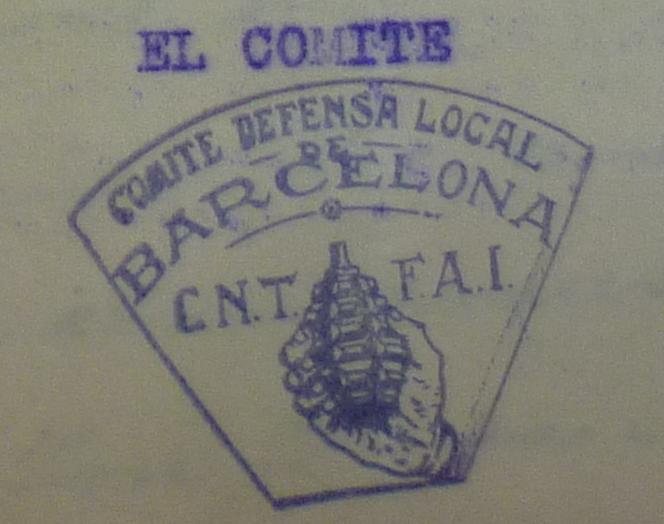 EL COMITE
COMITE DEFENSA LOCAL
DE
BARCELONA
C.N.T. F.A.I.